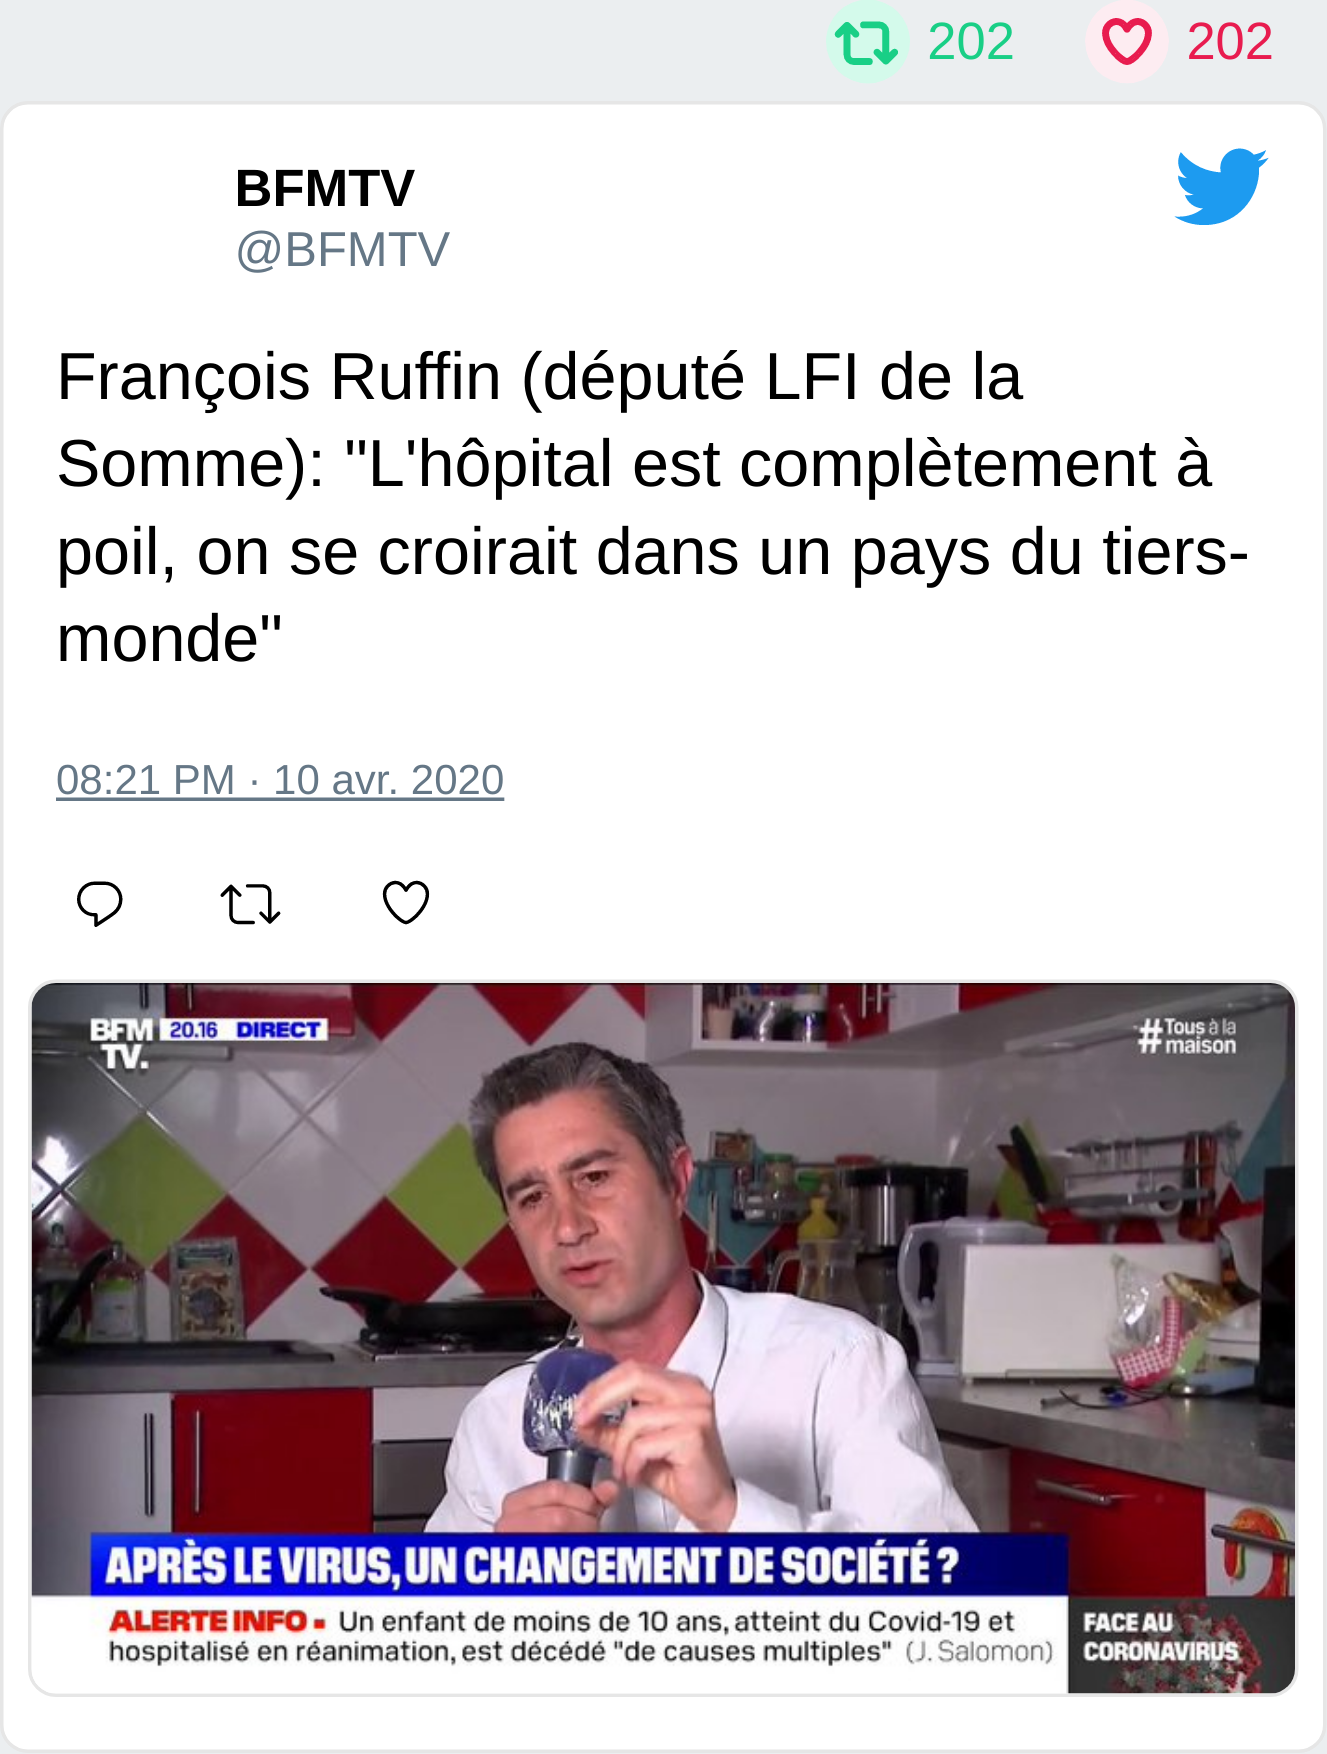 202 202
BFMTV
@BFMTV
François Ruffin (député LFI de la
Somme): "L'hôpital est complètement à
poil, on se croirait dans un pays du tiers-
monde"
08:21 PM · 10 avr. 2020
BFM TV. 20.16 DIRECT
#Tous à la
maison
APRÈS LE VIRUS, UN CHANGEMENT DE SOCIÉTÉ ?
ALERTE INFO ▪ Un enfant de moins de 10 ans, atteint du Covid-19 et
hospitalisé en réanimation, est décédé "de causes multiples" (J. Salomon)
FACE AU
CORONAVIRUS